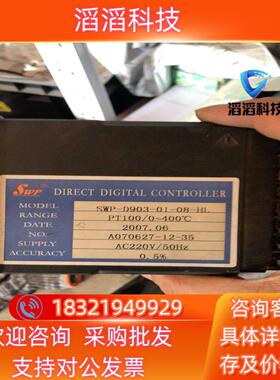 滔滔科技
滔滔科技
SWP DIRECT DIGITAL CONTROLLER
MODEL SWP-D903-01-08-HL
RANGE PT100/0~400℃
DATE 2007.06
NO. A070627-12-35
SUPPLY AC220V/50Hz
ACCURACY 0.5%
18321949929
咨询客服
欢迎咨询 采购批发
支持对公发票
具体详
存及价